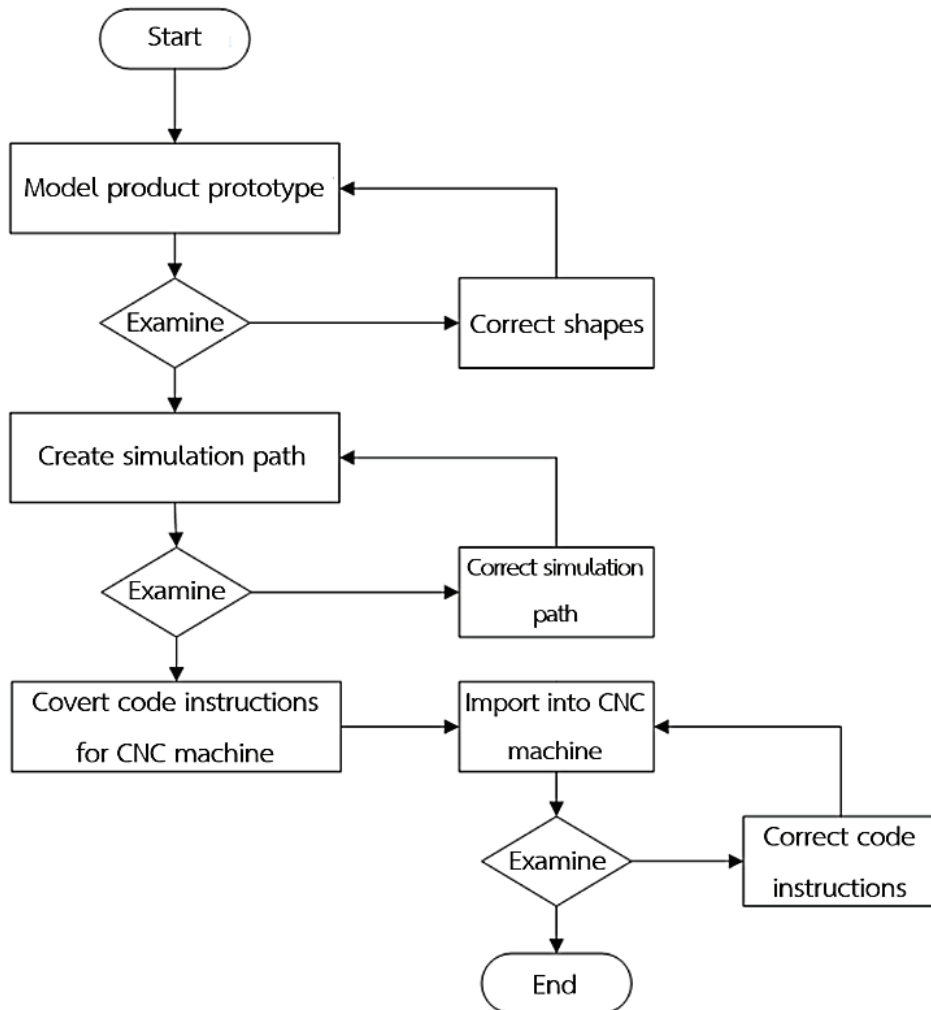 Start
Model product prototype
Examine
Correct shapes
Create simulation path
Examine
Correct simulation
path
Covert code instructions
for CNC machine
Import into CNC
machine
Examine
Correct code
instructions
End